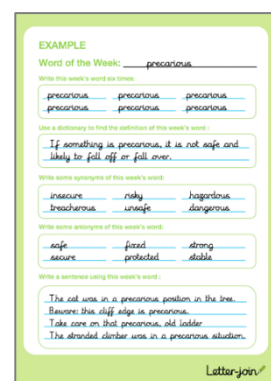 EXAMPLE
Word of the Week: precarious
Write this week's word six times:
precarious precarious precarious
precarious precarious precarious
Use a dictionary to find the definition of this week's word:
If something is precarious, it is not safe and
likely to fall off or fall over.
Write some synonyms of this week's word:
insecure risky hazardous
treacherous unsafe dangerous
Write some antonyms of this week's word:
safe fixed strong
secure protected stable
Write a sentence using this week's word:
The cat was in a precarious position in the tree.
Beware: this cliff edge is precarious.
Take care on that precarious, old ladder
The stranded climber was in a precarious situation.
Letter-join